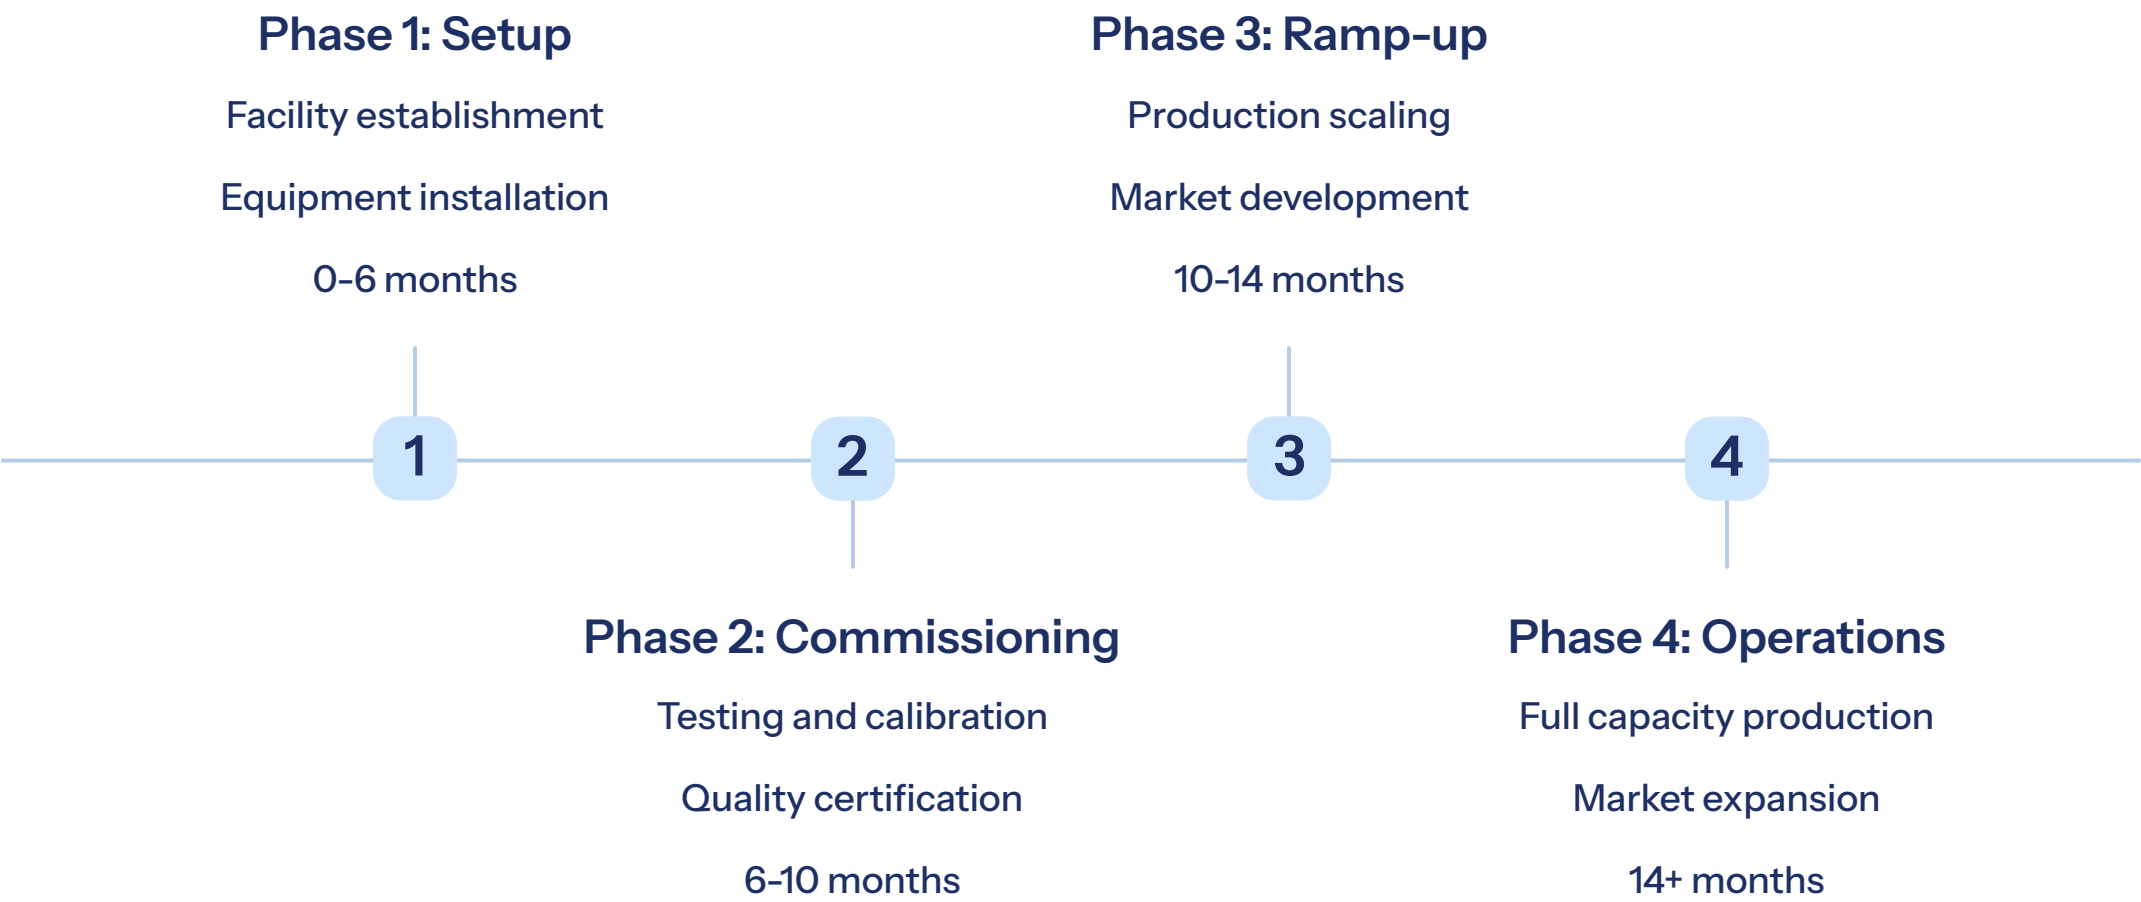 Phase 1: Setup
Facility establishment
Equipment installation
0-6 months
Phase 3: Ramp-up
Production scaling
Market development
10-14 months
1
2
3
4
Phase 2: Commissioning
Testing and calibration
Quality certification
6-10 months
Phase 4: Operations
Full capacity production
Market expansion
14+ months